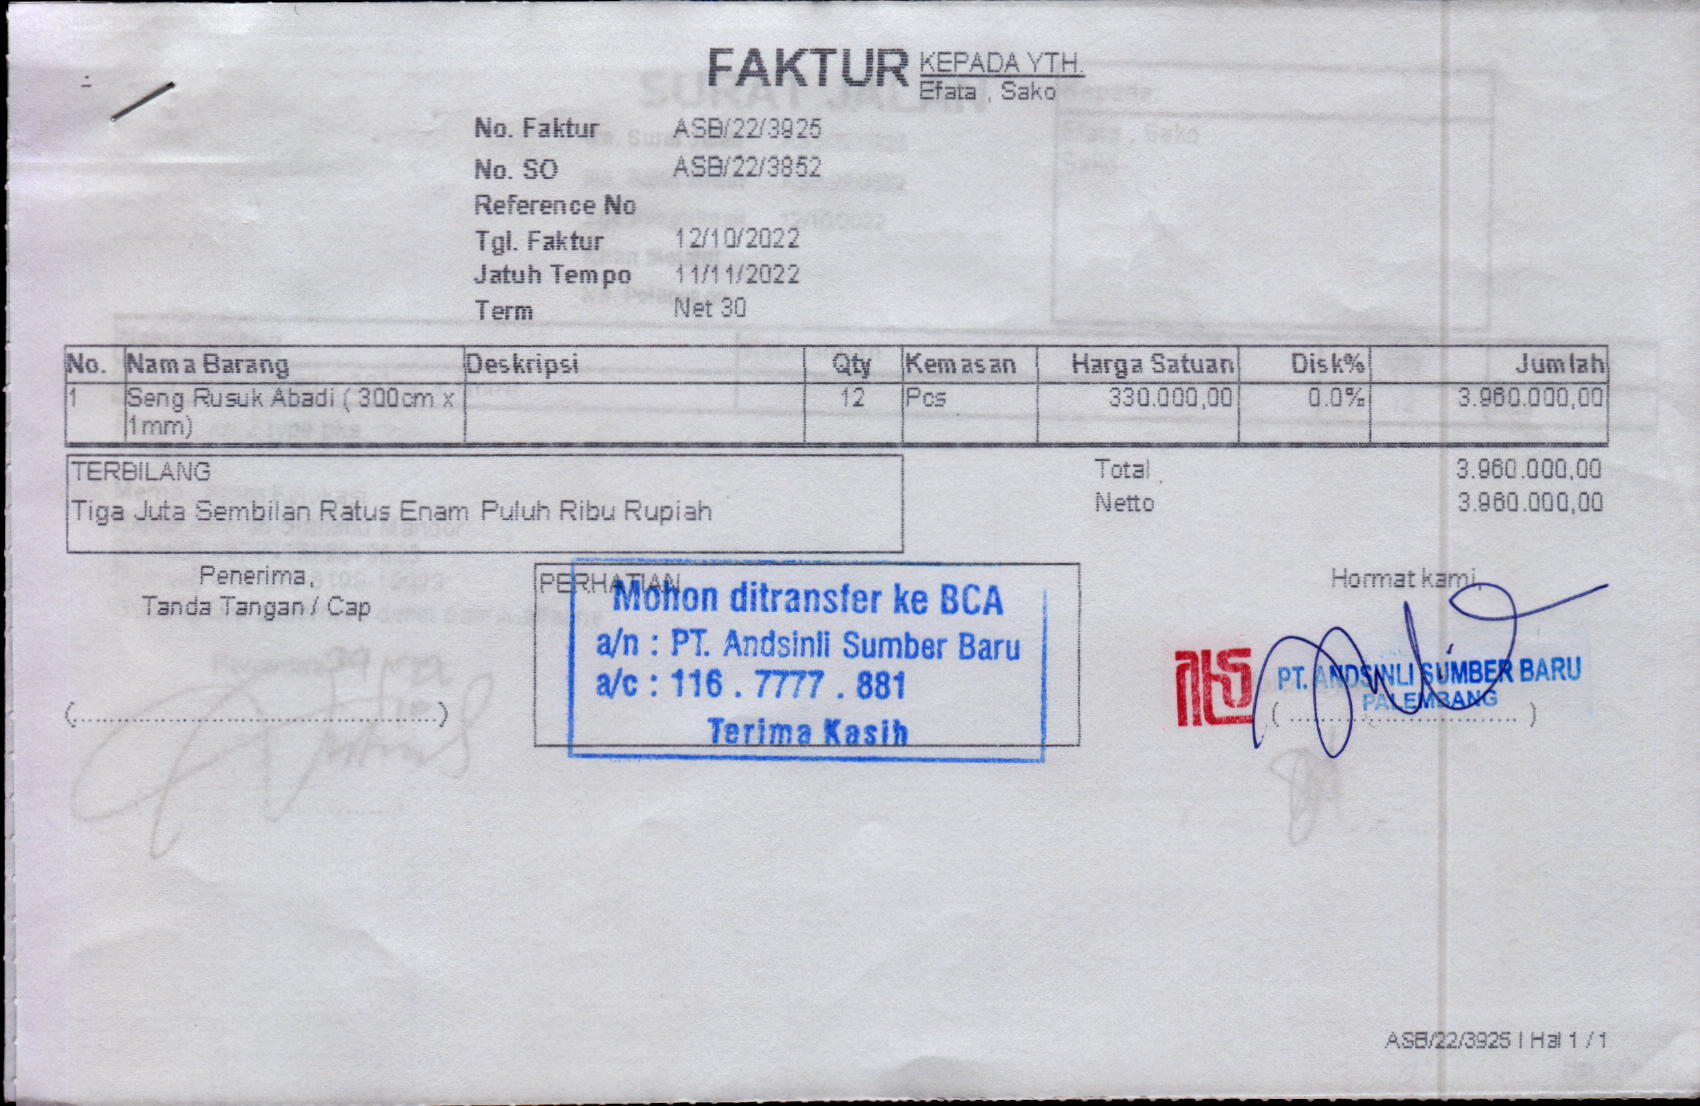 FAKTUR
KEPADA YTH.
Efata , Sako
No. Faktur ASB/22/3925
No. SO ASB/22/3852
Reference No
Tgl. Faktur 12/10/2022
Jatuh Tempo 11/11/2022
Term Net 30
No. Nama Barang Deskripsi Qty Kemasan Harga Satuan Disk% Jumlah
1 Seng Rusuk Abadi ( 300cm x 12 Pcs 330.000,00 0.0% 3.960.000,00
1mm)
TERBILANG
Tiga Juta Sembilan Ratus Enam Puluh Ribu Rupiah
Total 3.960.000,00
Netto 3.960.000,00
Penerima,
Tanda Tangan / Cap
(..............................................)
PERHATIAN
Mohon ditransfer ke BCA
a/n : PT. Andsinli Sumber Baru
a/c : 116 . 7777 . 881
Terima Kasih
Hormat kami,
PT. ANDSINLI SUMBER BARU
PALEMBANG
( ............................. )
ASB/22/3925 | Hal 1 / 1